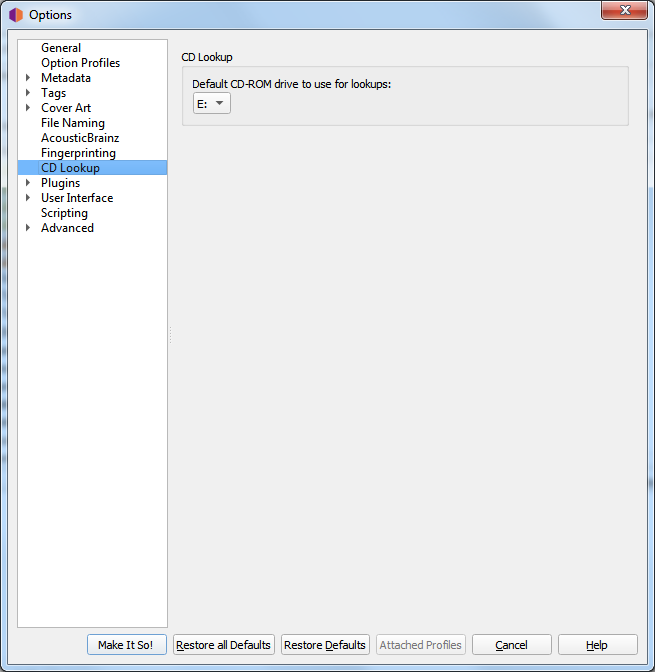 Options
General
Option Profiles
Metadata
Tags
Cover Art
File Naming
AcousticBrainz
Fingerprinting
CD Lookup
Plugins
User Interface
Scripting
Advanced
CD Lookup
Default CD-ROM drive to use for lookups:
E:
Make It So! Restore all Defaults Restore Defaults Attached Profiles Cancel Help